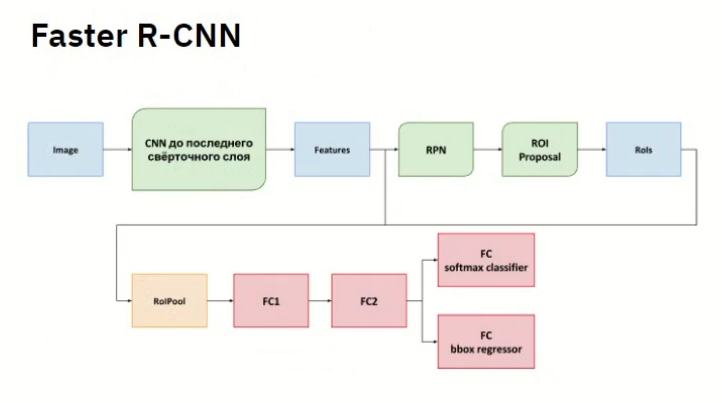 Faster R-CNN
Image
CNN до последнего
свёрточного слоя
Features
RPN
ROI
Proposal
RoIs
RoIPool
FC1
FC2
FC
softmax classifier
FC
bbox regressor